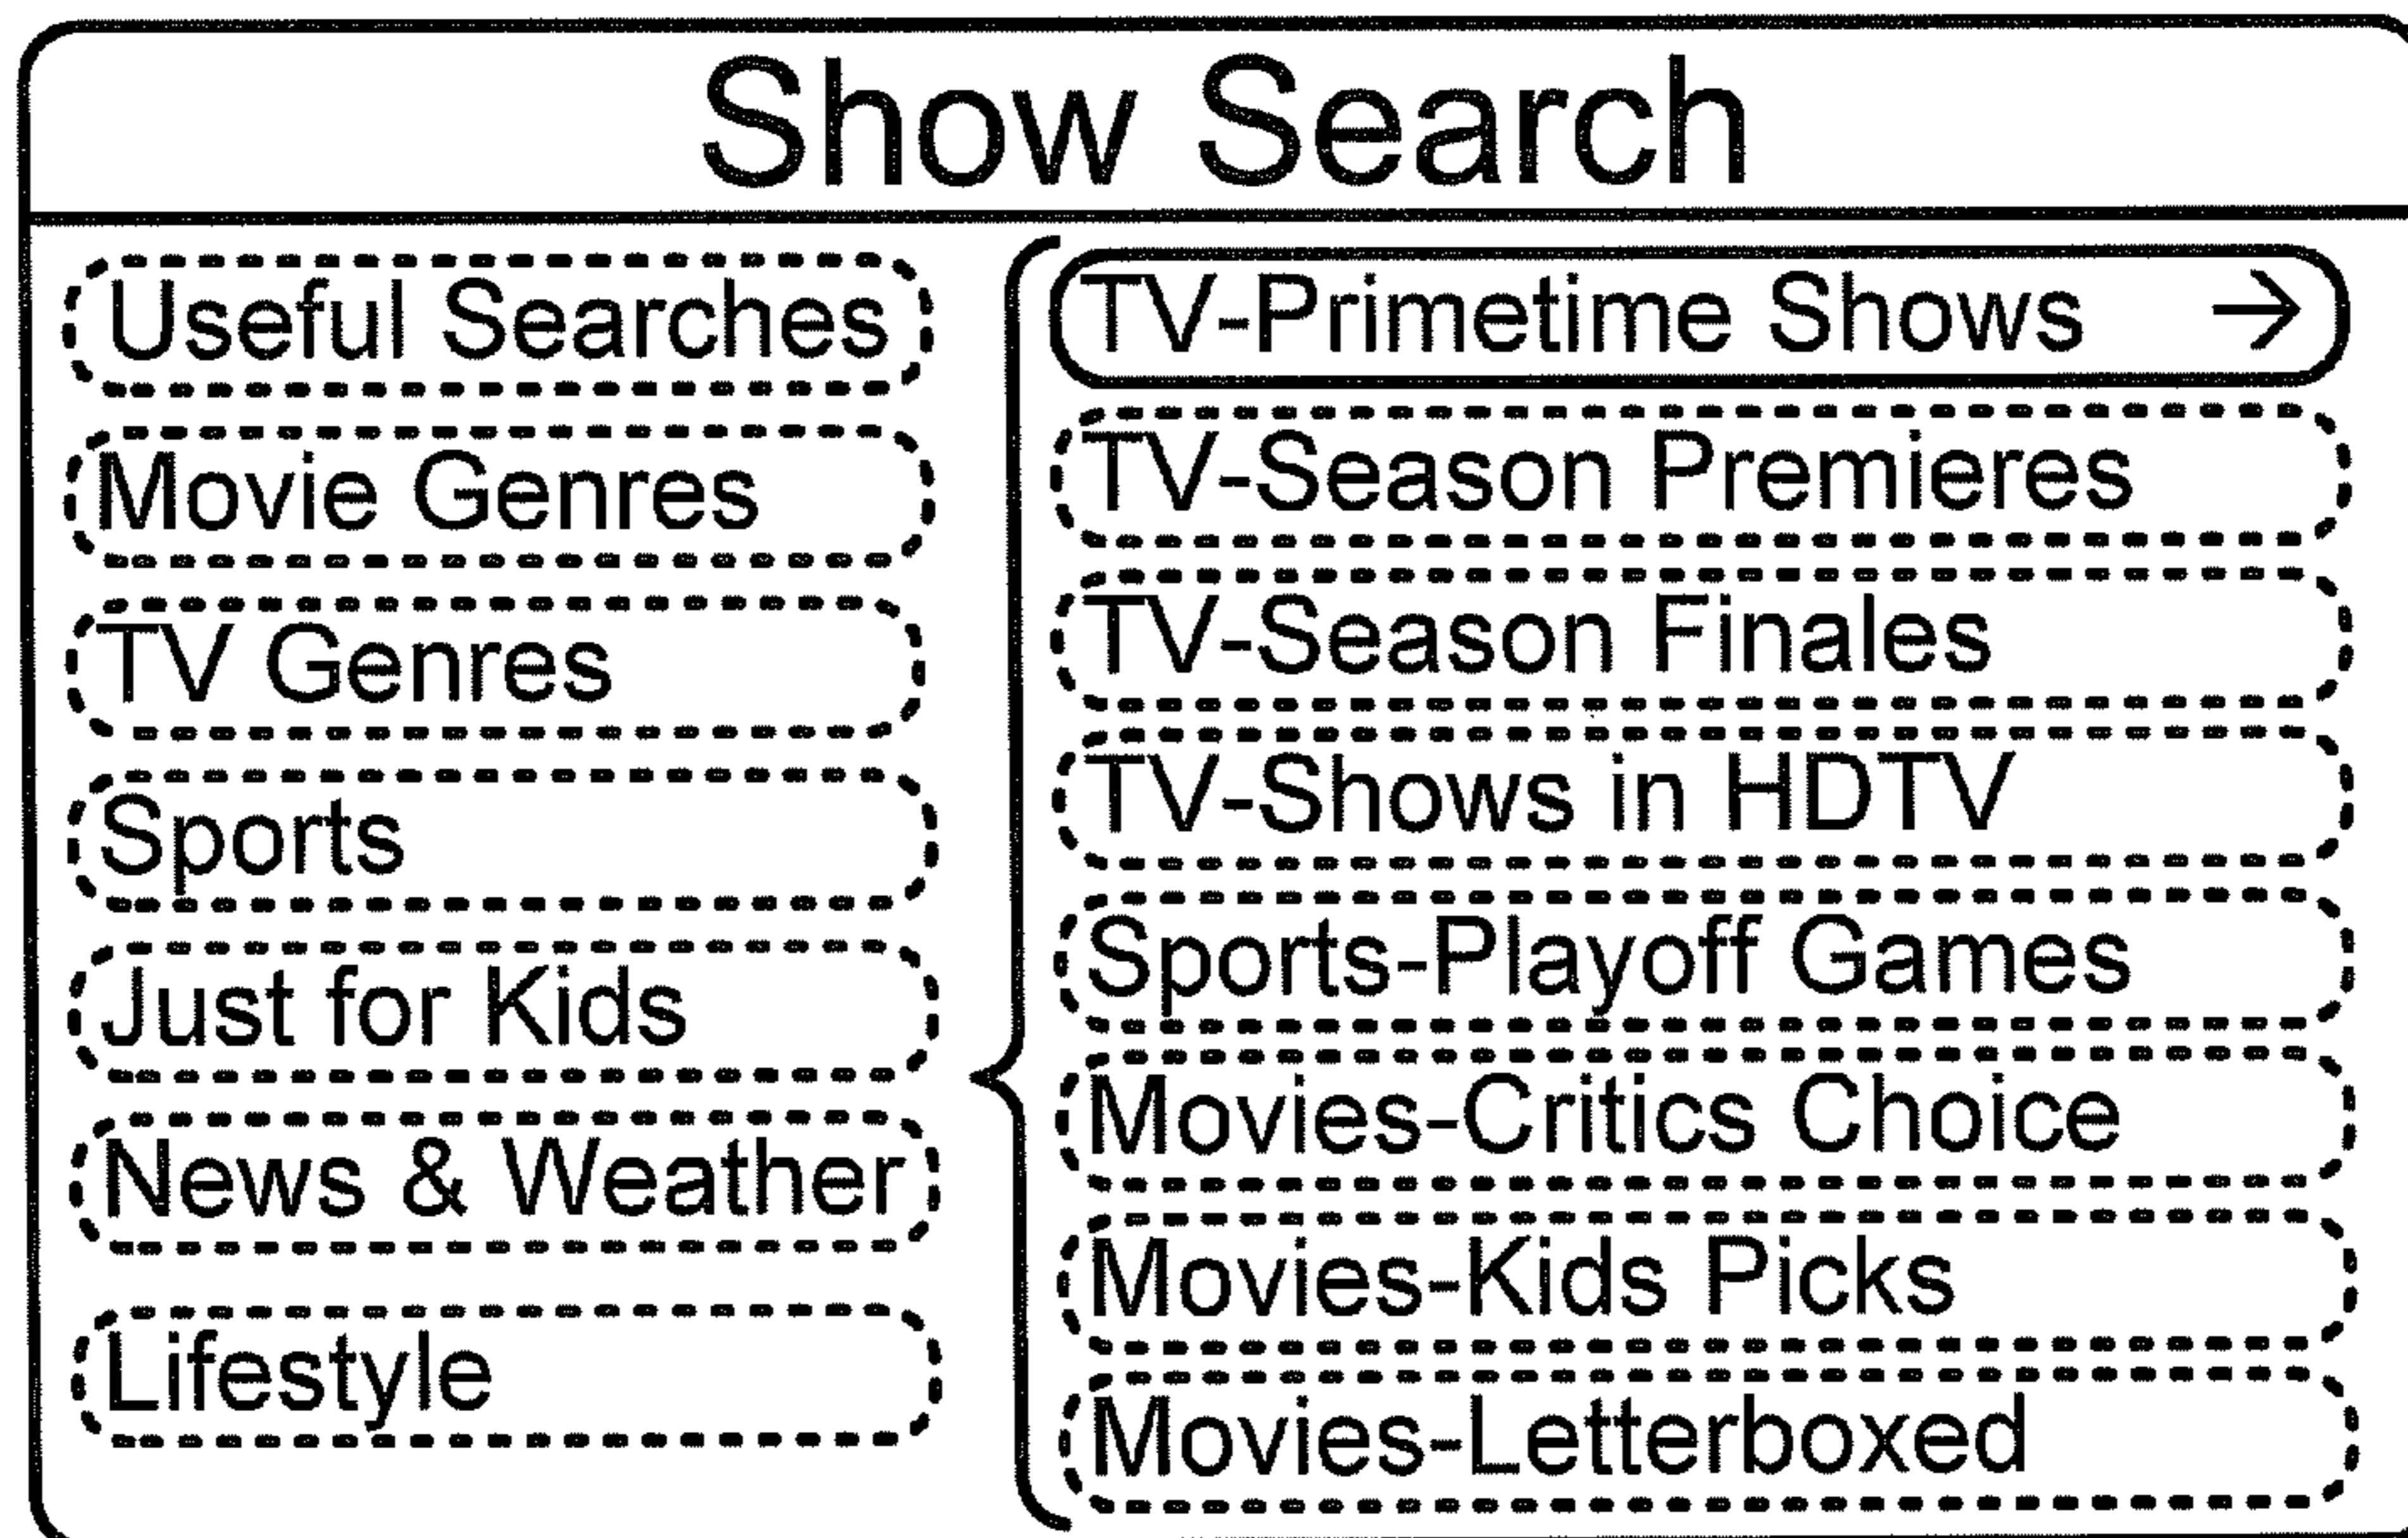 Show Search
Useful Searches
Movie Genres
TV Genres
Sports
Just for Kids
News & Weather
Lifestyle
TV-Primetime Shows →
TV-Season Premieres
TV-Season Finales
TV-Shows in HDTV
Sports-Playoff Games
Movies-Critics Choice
Movies-Kids Picks
Movies-Letterboxed